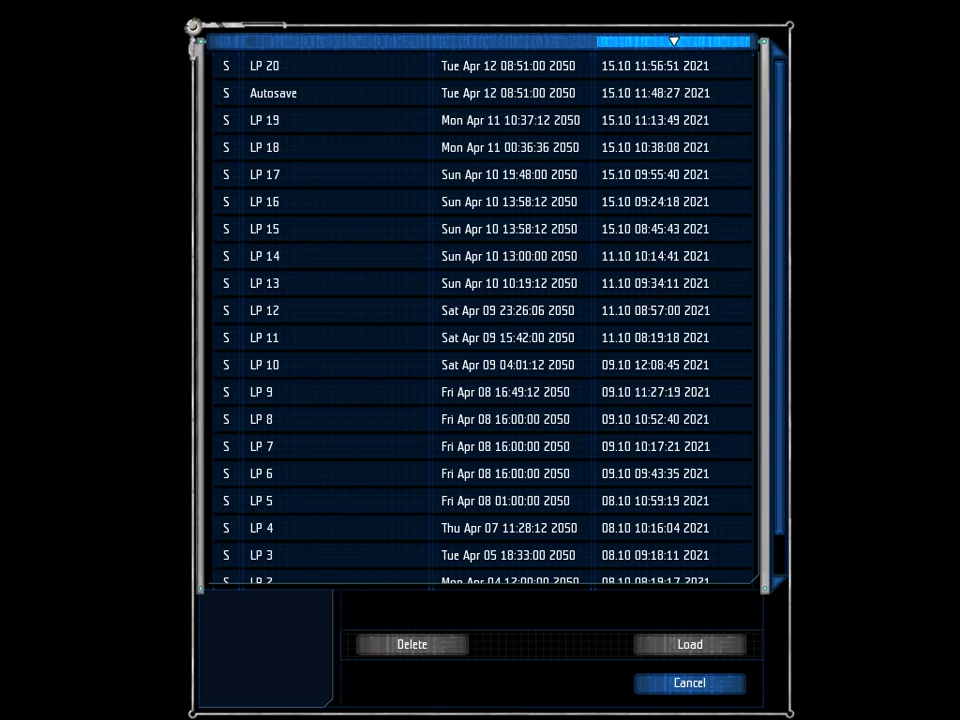 S LP 20 Tue Apr 12 08:51:00 2050 15.10 11:56:51 2021
S Autosave Tue Apr 12 08:51:00 2050 15.10 11:48:27 2021
S LP 19 Mon Apr 11 10:37:12 2050 15.10 11:13:49 2021
S LP 18 Mon Apr 11 00:36:36 2050 15.10 10:38:08 2021
S LP 17 Sun Apr 10 19:48:00 2050 15.10 09:55:40 2021
S LP 16 Sun Apr 10 13:58:12 2050 15.10 09:24:18 2021
S LP 15 Sun Apr 10 13:58:12 2050 15.10 08:45:43 2021
S LP 14 Sun Apr 10 13:00:00 2050 11.10 10:14:41 2021
S LP 13 Sun Apr 10 10:19:12 2050 11.10 09:34:11 2021
S LP 12 Sat Apr 09 23:26:06 2050 11.10 08:57:00 2021
S LP 11 Sat Apr 09 15:42:00 2050 11.10 08:19:18 2021
S LP 10 Sat Apr 09 04:01:12 2050 09.10 12:08:45 2021
S LP 9 Fri Apr 08 16:49:12 2050 09.10 11:27:19 2021
S LP 8 Fri Apr 08 16:00:00 2050 09.10 10:52:40 2021
S LP 7 Fri Apr 08 16:00:00 2050 09.10 10:17:21 2021
S LP 6 Fri Apr 08 16:00:00 2050 09.10 09:43:35 2021
S LP 5 Fri Apr 08 01:00:00 2050 08.10 10:59:19 2021
S LP 4 Thu Apr 07 11:28:12 2050 08.10 10:16:04 2021
S LP 3 Tue Apr 05 18:33:00 2050 08.10 09:18:11 2021
S LP 2 Mon Apr 04 12:00:00 2050 08.10 08:19:17 2021
Delete Load
Cancel